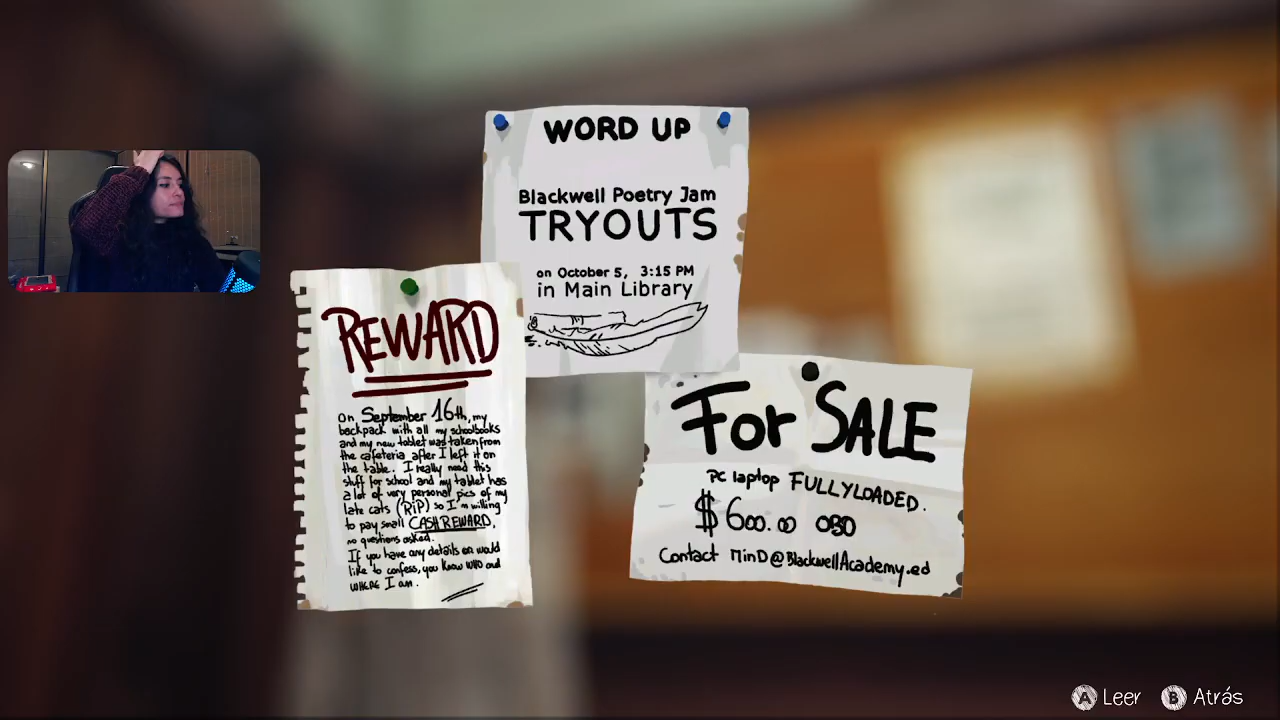 WORD UP
Blackwell Poetry Jam
TRYOUTS
on October 5, 3:15 PM
in Main Library
REWARD
On September 16th, my
backpack with all my schoolbooks
and my new tablet was taken from
the cafeteria after I left it on
the table. I really need this
stuff for school and my tablet has
a lot of very personal pics of my
late cats (RIP) so I'm willing
to pay small CASH REWARD,
no questions asked.
If you have any details or would
like to confess, you know WHO and
WHERE I am.
For SALE
PC laptop FULLY LOADED.
$600.00 OBO
Contact MinD@BlackwellAcademy.ed
A Leer B Atrás